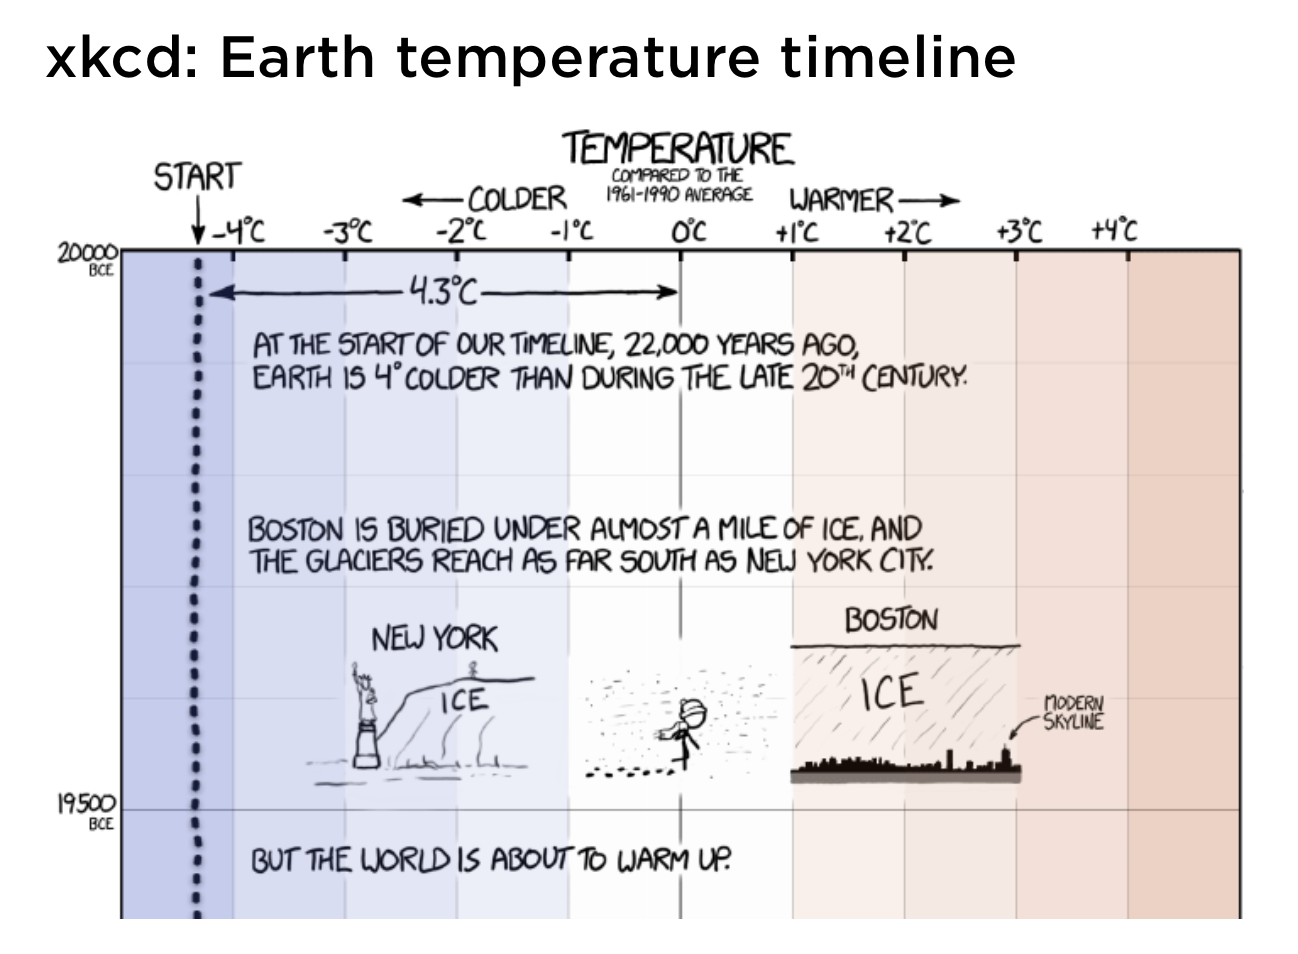 xkcd: Earth temperature timeline
TEMPERATURE
COMPARED TO THE
1961-1990 AVERAGE
START
COLDER
WARMER
-4°C -3°C -2°C -1°C 0°C +1°C +2°C +3°C +4°C
20000
BCE
4.3°C
AT THE START OF OUR TIMELINE, 22,000 YEARS AGO,
EARTH IS 4° COLDER THAN DURING THE LATE 20TH CENTURY.
BOSTON IS BURIED UNDER ALMOST A MILE OF ICE, AND
THE GLACIERS REACH AS FAR SOUTH AS NEW YORK CITY.
NEW YORK
ICE
BOSTON
ICE
MODERN
SKYLINE
19500
BCE
BUT THE WORLD IS ABOUT TO WARM UP.